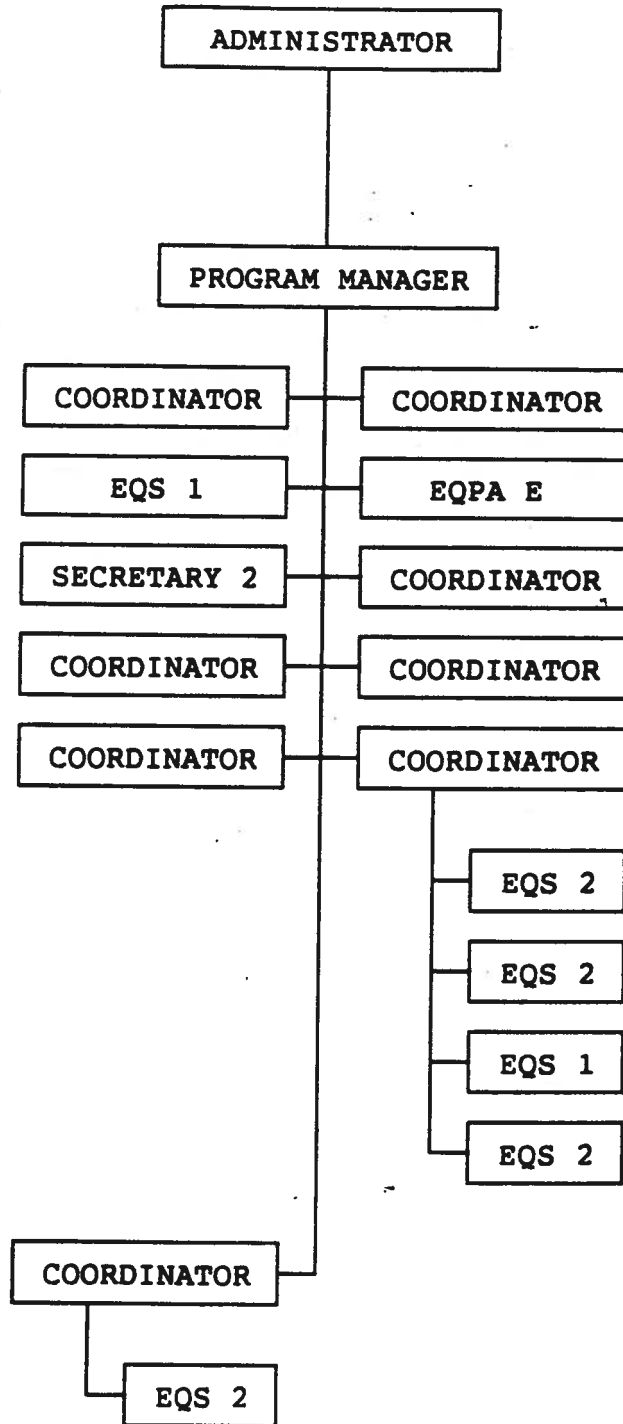 ADMINISTRATOR
PROGRAM MANAGER
COORDINATOR
COORDINATOR
EQS 1
EQPA E
SECRETARY 2
COORDINATOR
COORDINATOR
COORDINATOR
COORDINATOR
COORDINATOR
EQS 2
EQS 2
EQS 1
EQS 2
COORDINATOR
EQS 2